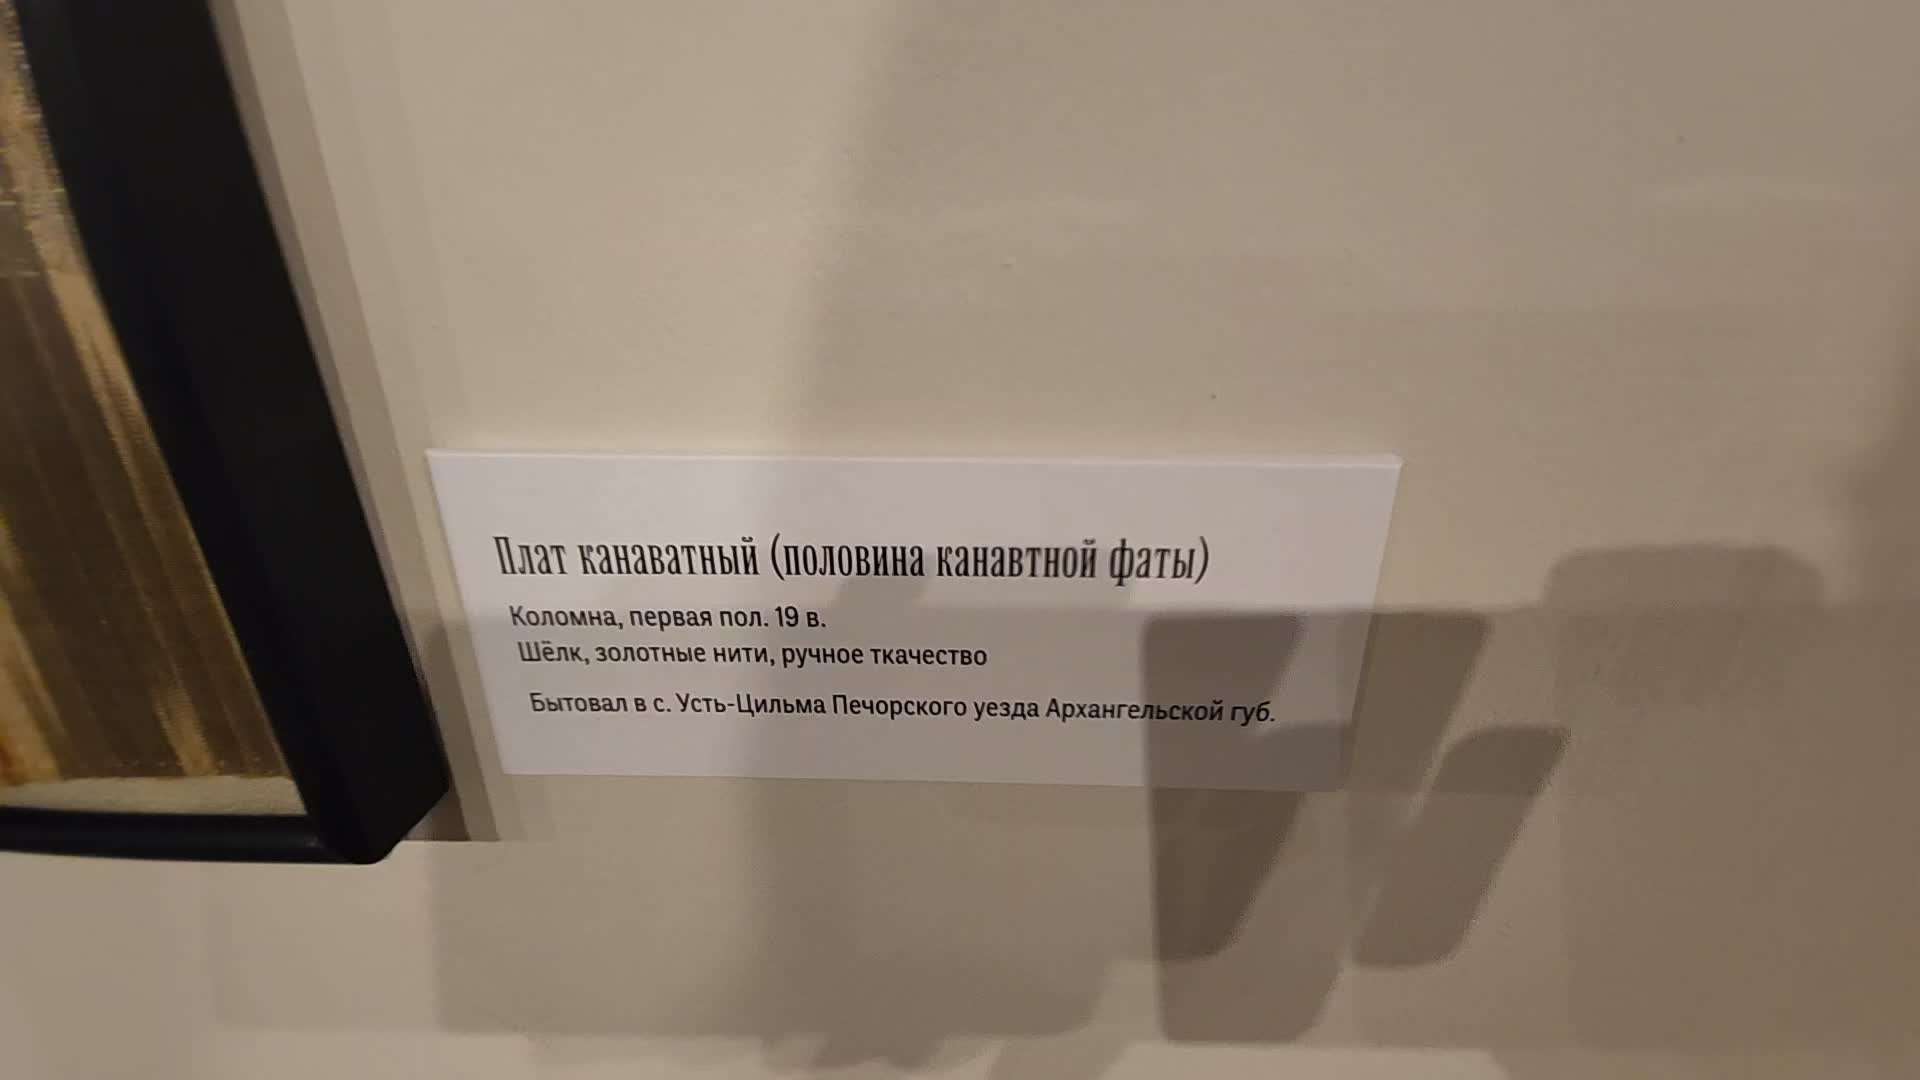 Плат канаватный (половина канавтной фаты)
Коломна, первая пол. 19 в.
Шёлк, золотные нити, ручное ткачество
Бытовал в с. Усть-Цильма Печорского уезда Архангельской губ.